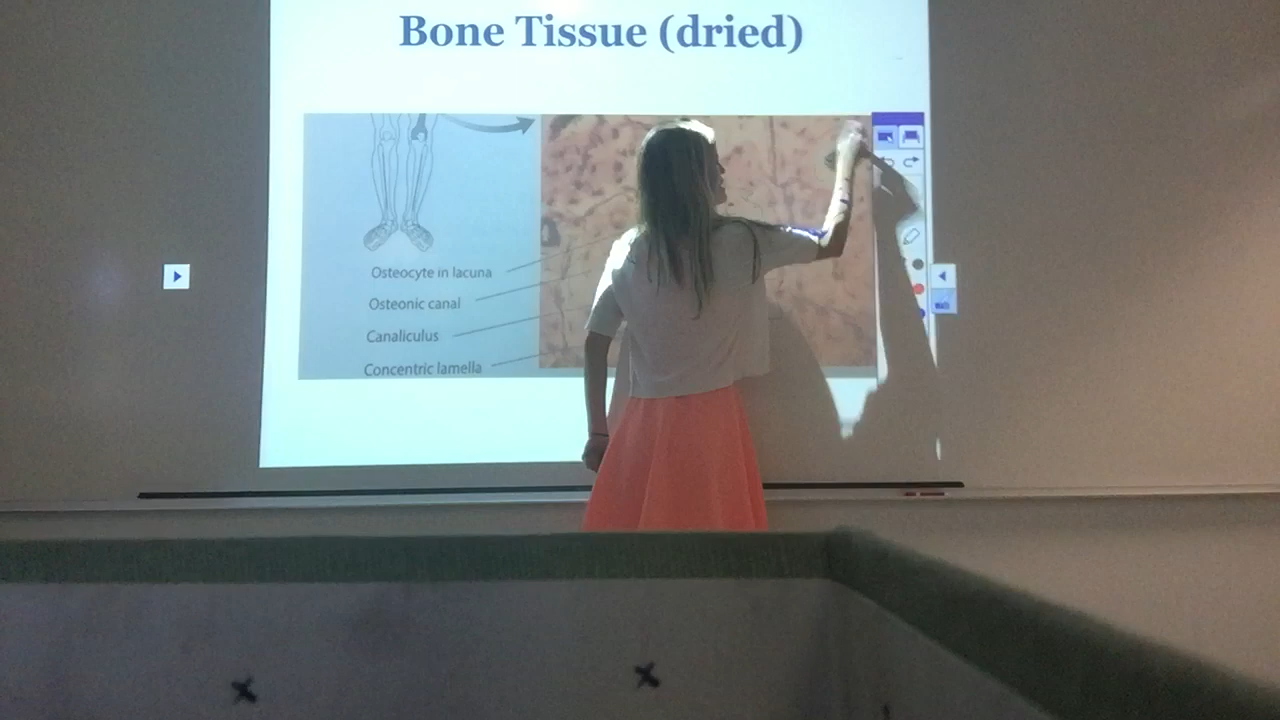 Bone Tissue (dried)
Osteocyte in lacuna
Osteonic canal
Canaliculus
Concentric lamella